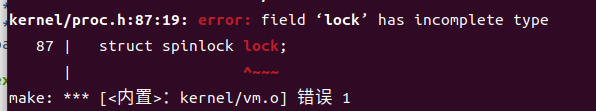 kernel/proc.h:87:19: error: field ‘lock’ has incomplete type
87 | struct spinlock lock;
| ^~~~
make: *** [<内置>：kernel/vm.o] 错误 1